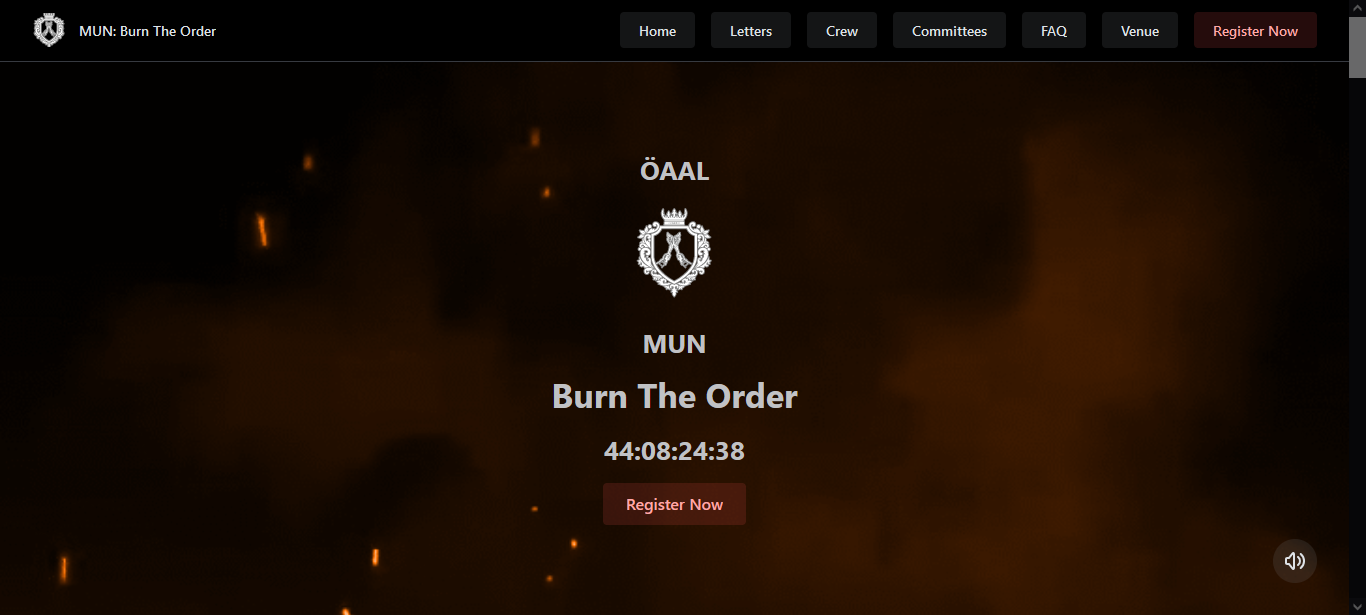 MUN: Burn The Order
Home
Letters
Crew
Committees
FAQ
Venue
Register Now
ÖAAL
MUN
Burn The Order
44:08:24:38
Register Now